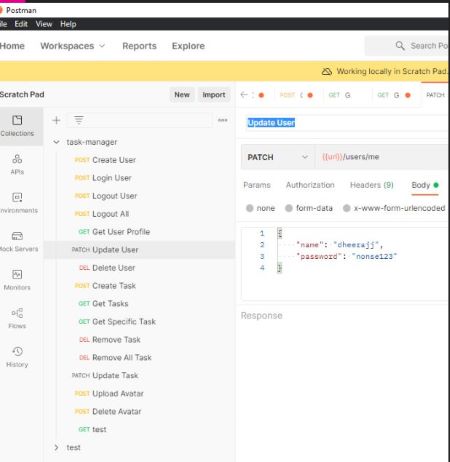 Postman
ile Edit View Help
Home Workspaces Reports Explore Search Po
Working locally in Scratch Pad.
Scratch Pad New Import
POST GET G GET G PATCH
Collections
APIs
nvironments
Mock Servers
Monitors
Flows
History
task-manager
POST Create User
POST Login User
POST Logout User
POST Logout All
GET Get User Profile
PATCH Update User
DEL Delete User
POST Create Task
GET Get Tasks
GET Get Specific Task
DEL Remove Task
DEL Remove All Task
PATCH Update Task
POST Upload Avatar
POST Delete Avatar
GET test
test
Update User
PATCH {{url}}/users/me
Params Authorization Headers (9) Body
none form-data x-www-form-urlencoded
1 {
2 "name": "dheerajj",
3 "password": "nonse123"
4 }
Response